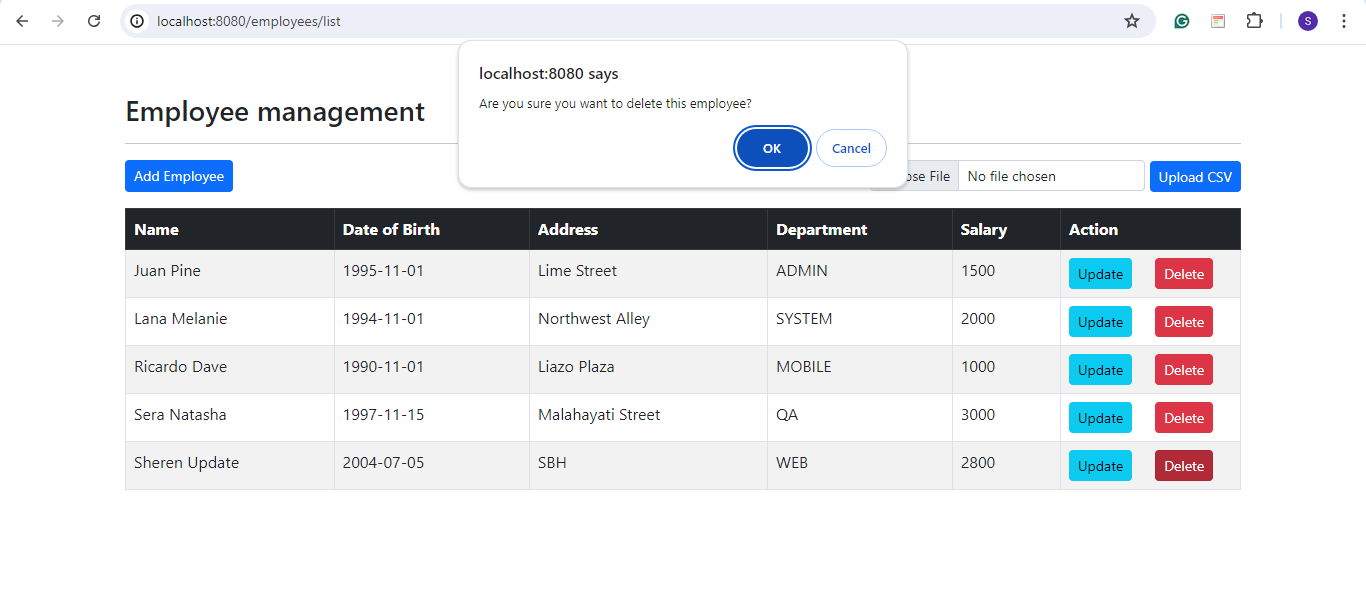 localhost:8080/employees/list
S
localhost:8080 says
Are you sure you want to delete this employee?
OK Cancel
Employee management
Add Employee
ose File No file chosen Upload CSV
Name Date of Birth Address Department Salary Action
Juan Pine 1995-11-01 Lime Street ADMIN 1500 Update Delete
Lana Melanie 1994-11-01 Northwest Alley SYSTEM 2000 Update Delete
Ricardo Dave 1990-11-01 Liazo Plaza MOBILE 1000 Update Delete
Sera Natasha 1997-11-15 Malahayati Street QA 3000 Update Delete
Sheren Update 2004-07-05 SBH WEB 2800 Update Delete